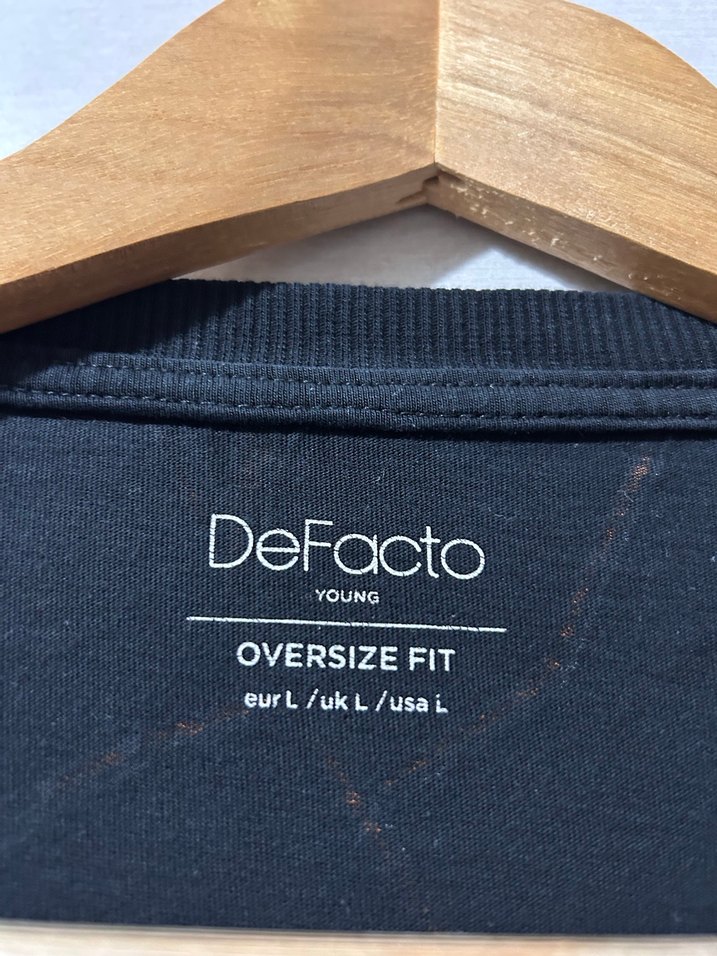 DeFacto
YOUNG
OVERSIZE FIT
eur L / uk L / usa L